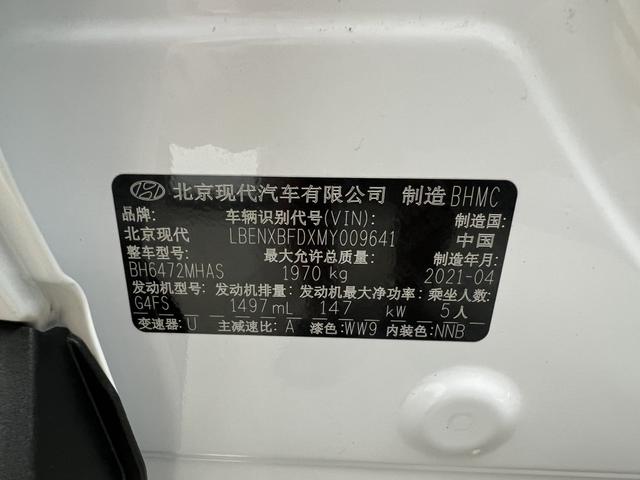 北京现代汽车有限公司 制造 BHMC
品牌: 车辆识别代号(VIN): 制造国:
北京现代 LBENXBFDXMY009641 中国
整车型号: 最大允许总质量: 制造年月:
BH6472MHAS 1970 kg 2021-04
发动机型号: 发动机排量: 发动机最大净功率: 乘坐人数:
G4FS 1497mL 147 kW 5人
变速器: U 主减速比: A 漆色: WW9 内装色: NNB